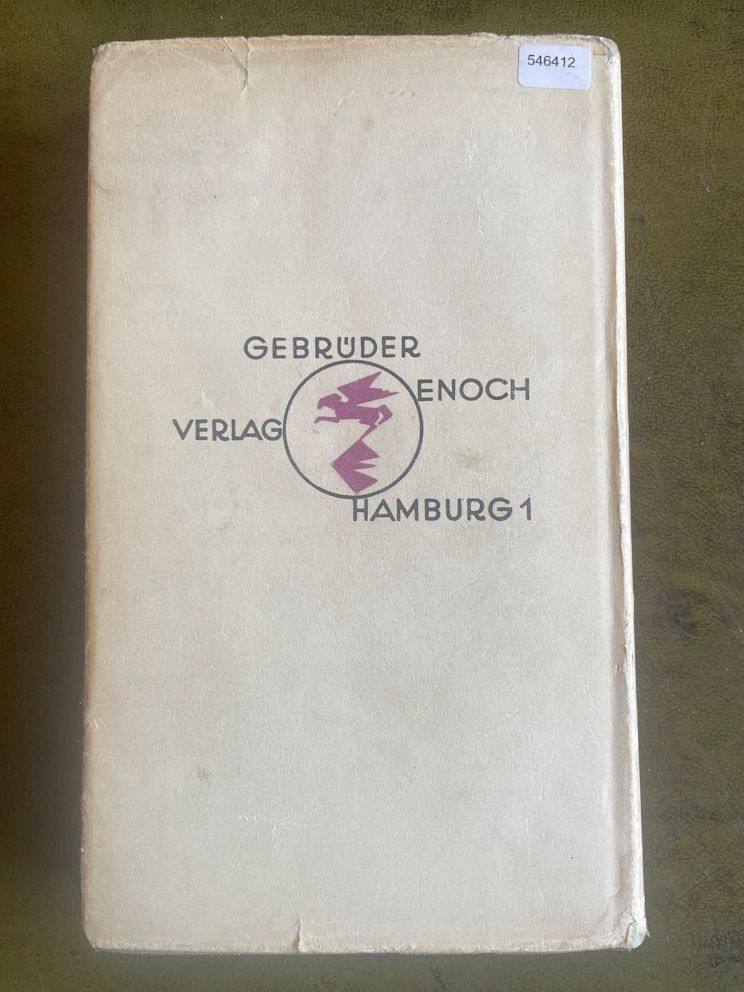 546412
GEBRÜDER
ENOCH
VERLAG
HAMBURG 1